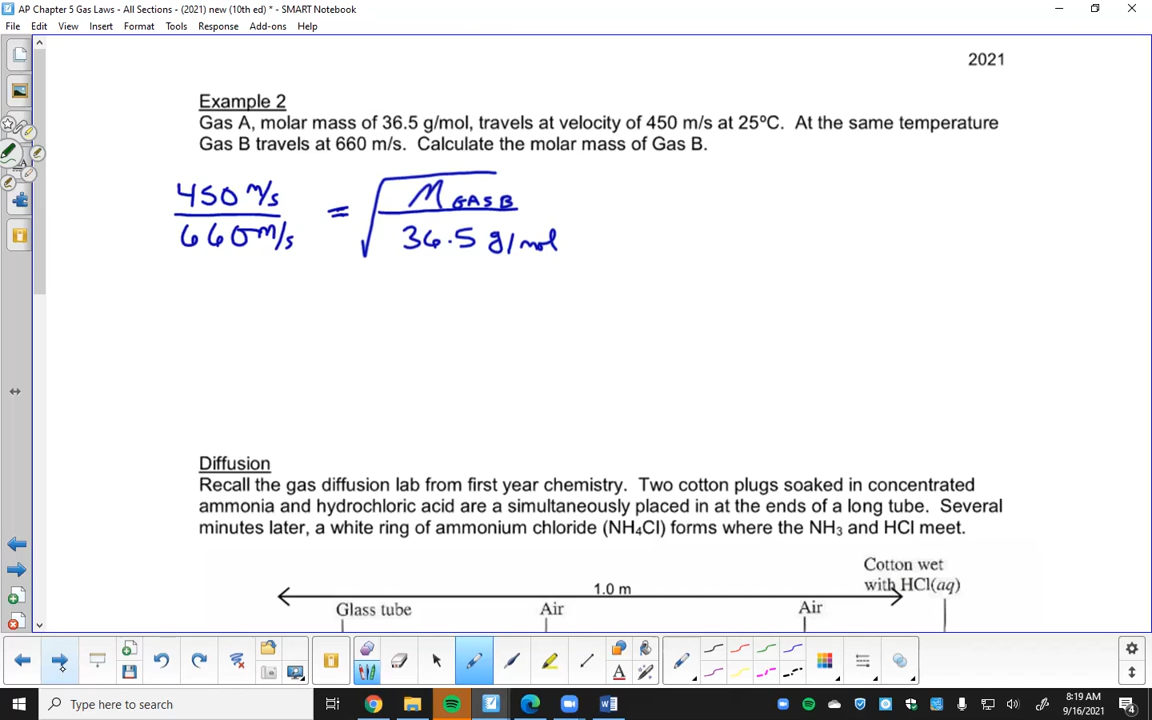 AP Chapter 5 Gas Laws - All Sections - (2021) new (10th ed) * - SMART Notebook
File Edit View Insert Format Tools Response Add-ons Help
2021
Example 2
Gas A, molar mass of 36.5 g/mol, travels at velocity of 450 m/s at 25ºC. At the same temperature
Gas B travels at 660 m/s. Calculate the molar mass of Gas B.
450 m/s
660 m/s
= √
M GAS B
36.5 g/mol
Diffusion
Recall the gas diffusion lab from first year chemistry. Two cotton plugs soaked in concentrated
ammonia and hydrochloric acid are a simultaneously placed in at the ends of a long tube. Several
minutes later, a white ring of ammonium chloride (NH₄Cl) forms where the NH₃ and HCl meet.
Cotton wet
with HCl(aq)
1.0 m
Glass tube Air Air
Type here to search
8:19 AM
9/16/2021
4